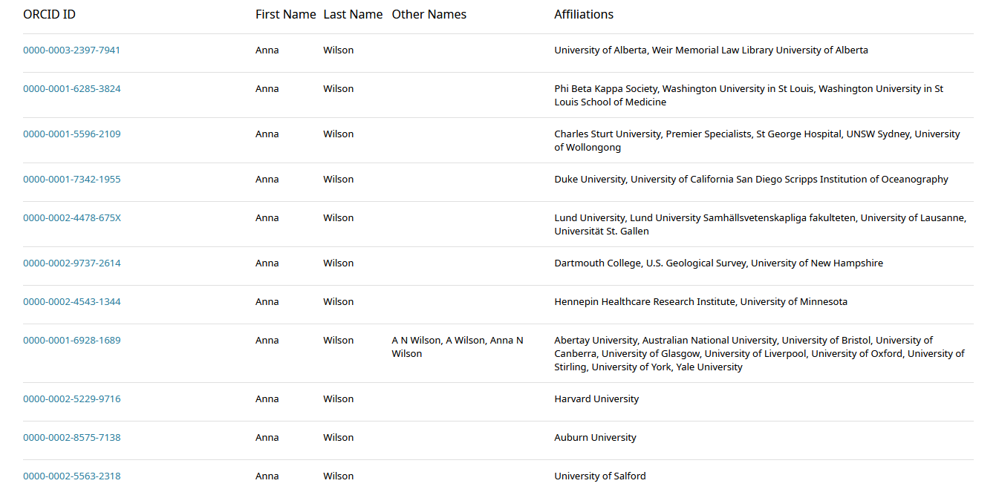 ORCID ID First Name Last Name Other Names Affiliations
0000-0003-2397-7941 Anna Wilson University of Alberta, Weir Memorial Law Library University of Alberta
0000-0001-6285-3824 Anna Wilson Phi Beta Kappa Society, Washington University in St Louis, Washington University in St
Louis School of Medicine
0000-0001-5596-2109 Anna Wilson Charles Sturt University, Premier Specialists, St George Hospital, UNSW Sydney, University
of Wollongong
0000-0001-7342-1955 Anna Wilson Duke University, University of California San Diego Scripps Institution of Oceanography
0000-0002-4478-675X Anna Wilson Lund University, Lund University Samhällsvetenskapliga fakulteten, University of Lausanne,
Universität St. Gallen
0000-0002-9737-2614 Anna Wilson Dartmouth College, U.S. Geological Survey, University of New Hampshire
0000-0002-4543-1344 Anna Wilson Hennepin Healthcare Research Institute, University of Minnesota
0000-0001-6928-1689 Anna Wilson A N Wilson, A Wilson, Anna N Abertay University, Australian National University, University of Bristol, University of
Wilson Canberra, University of Glasgow, University of Liverpool, University of Oxford, University of
Stirling, University of York, Yale University
0000-0002-5229-9716 Anna Wilson Harvard University
0000-0002-8575-7138 Anna Wilson Auburn University
0000-0002-5563-2318 Anna Wilson University of Salford